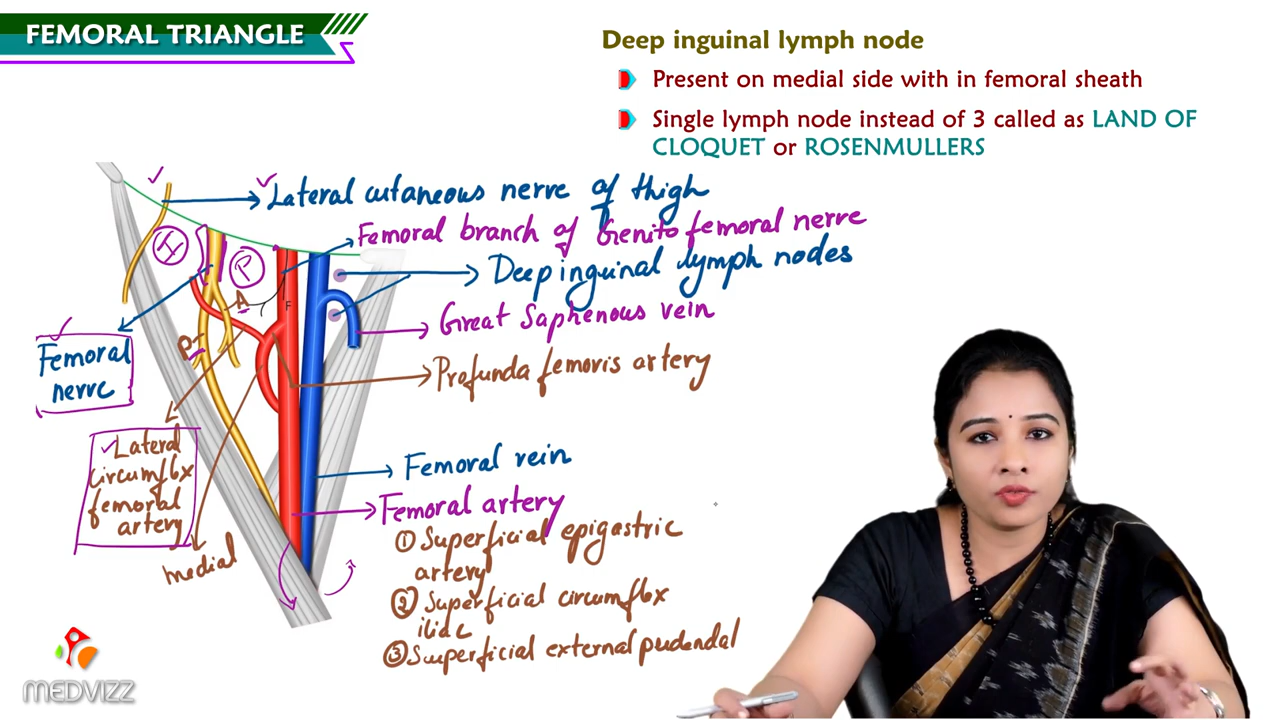 FEMORAL TRIANGLE
Deep inguinal lymph node
Present on medial side with in femoral sheath
Single lymph node instead of 3 called as LAND OF
CLOQUET or ROSENMULLERS
Lateral cutaneous nerve of thigh
Femoral branch of Genito femoral nerve
Deep inguinal lymph nodes
Great Saphenous vein
Profunda femoris artery
I
P
A
F
P
Femoral
nerve
Lateral
circumflx
femoral
artery
medial
Femoral vein
Femoral artery
① Superficial epigastric
artery
② Superficial circumflex
iliac
③ Superficial external pudendal
MEDVIZZ